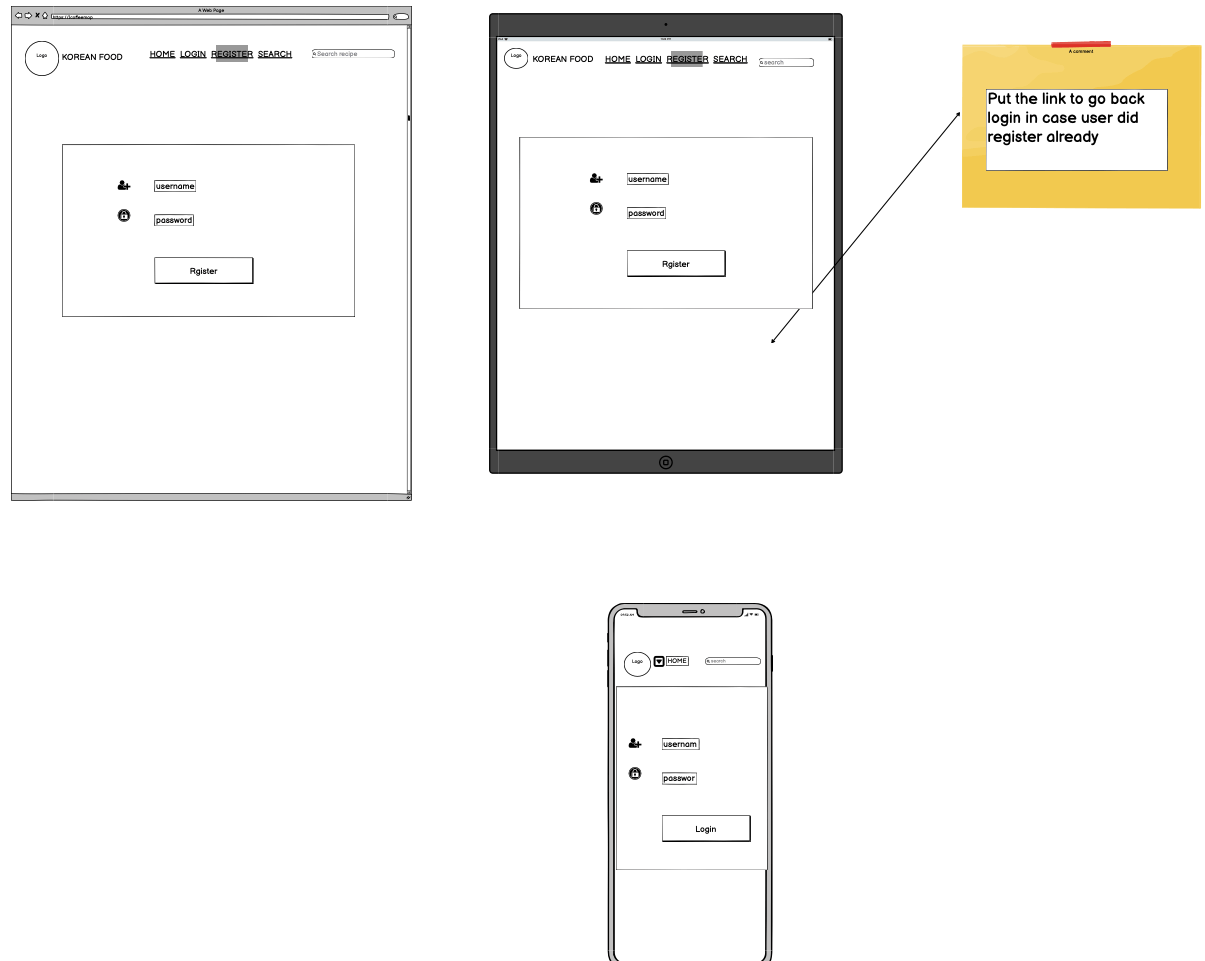 A Web Page
https://coffeemap
Logo
KOREAN FOOD
HOME LOGIN REGISTER SEARCH
Search recipe
username
password
Rgister
Logo
KOREAN FOOD
HOME LOGIN REGISTER SEARCH
search
username
password
Rgister
A comment
Put the link to go back
login in case user did
register already
Logo
HOME
search
usernam
passwor
Login